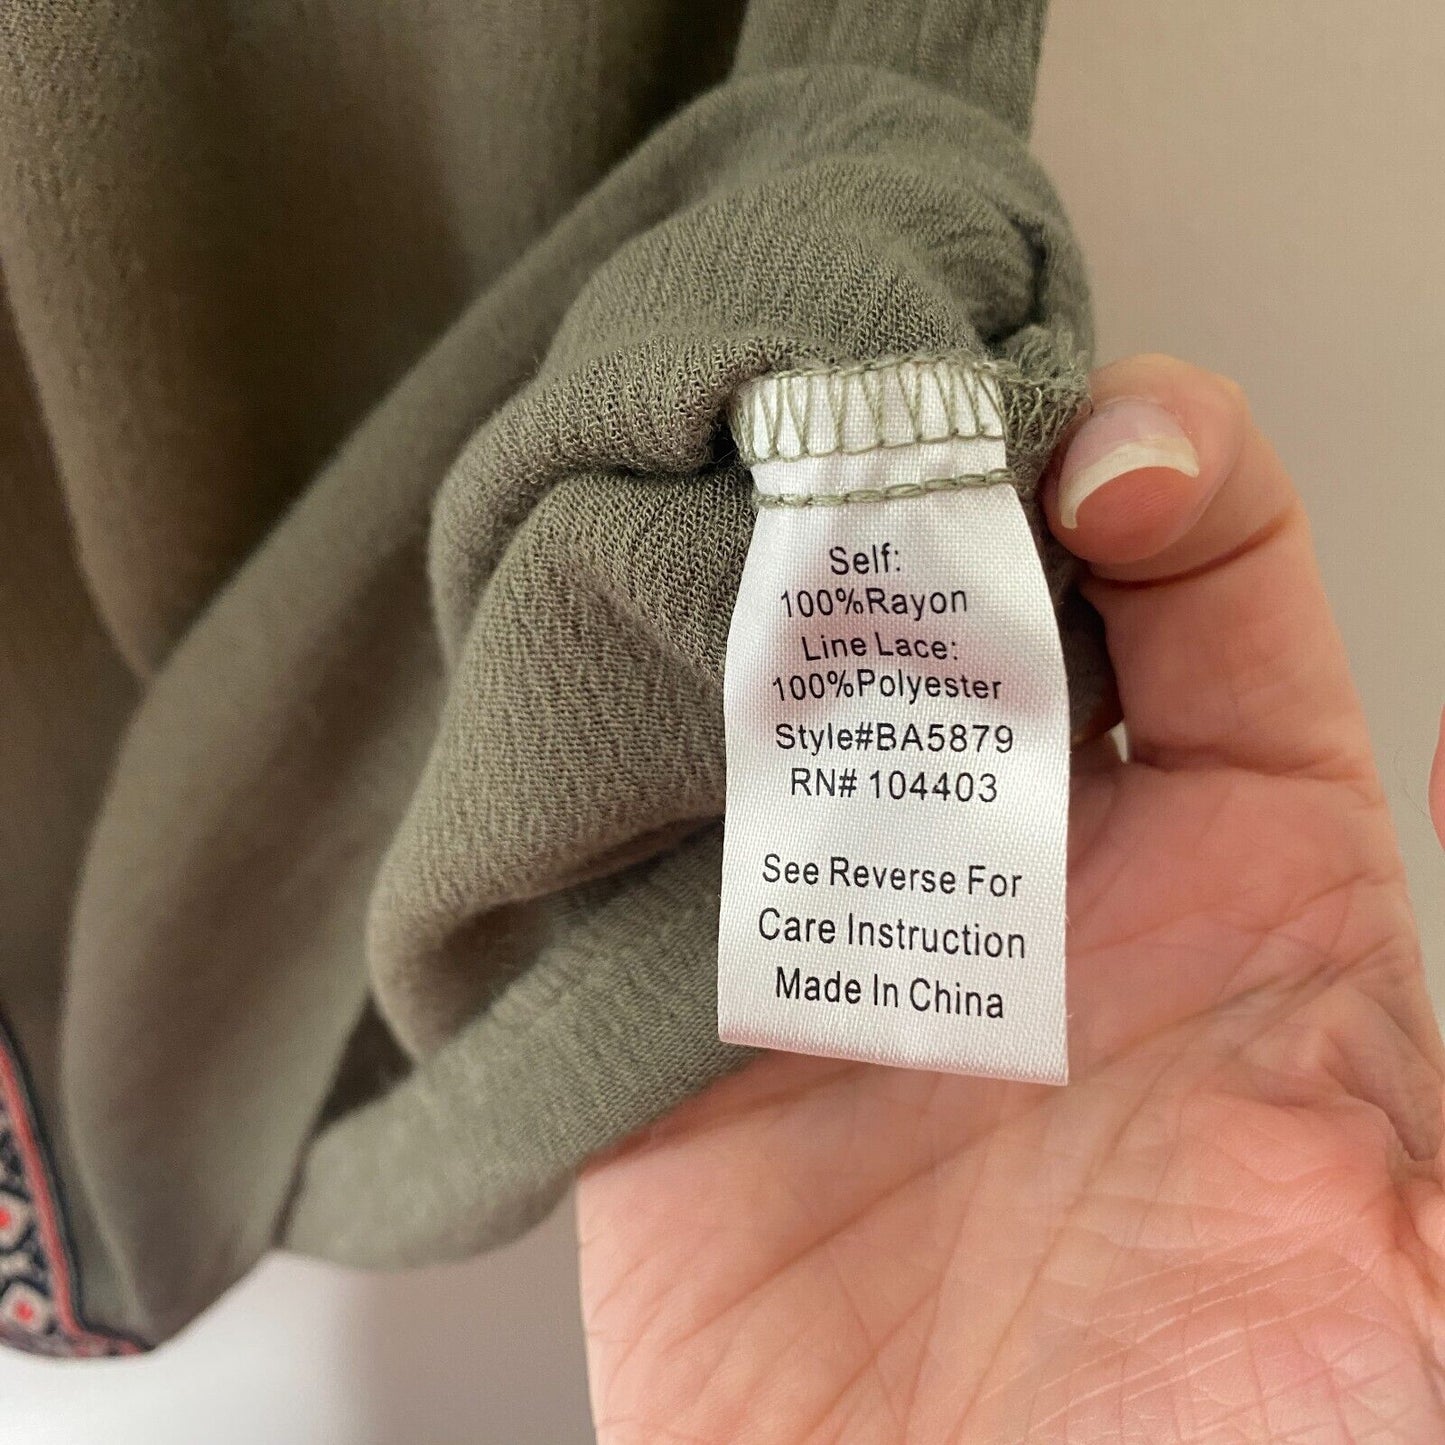 Self:
100%Rayon
Line Lace:
100%Polyester
Style#BA5879
RN# 104403
See Reverse For
Care Instruction
Made In China